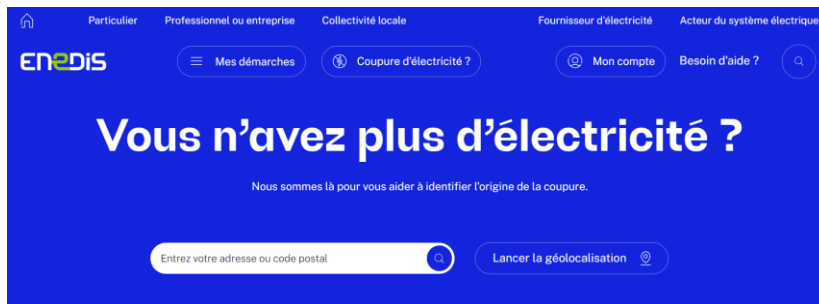 Particulier Professionnel ou entreprise Collectivité locale Fournisseur d'électricité Acteur du système électrique
ENEDIS Mes démarches Coupure d'électricité ? Mon compte Besoin d'aide ?
Vous n'avez plus d'électricité ?
Nous sommes là pour vous aider à identifier l'origine de la coupure.
Entrez votre adresse ou code postal Lancer la géolocalisation